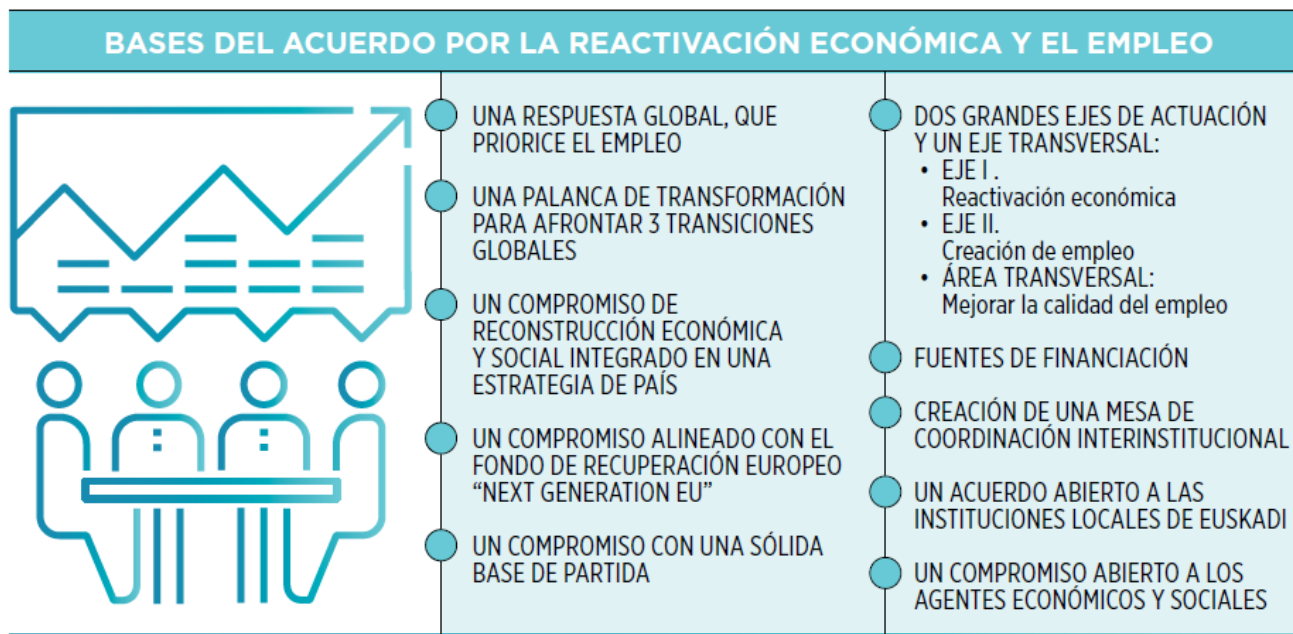 BASES DEL ACUERDO POR LA REACTIVACIÓN ECONÓMICA Y EL EMPLEO
UNA RESPUESTA GLOBAL, QUE
PRIORICE EL EMPLEO
UNA PALANCA DE TRANSFORMACIÓN
PARA AFRONTAR 3 TRANSICIONES
GLOBALES
UN COMPROMISO DE
RECONSTRUCCIÓN ECONÓMICA
Y SOCIAL INTEGRADO EN UNA
ESTRATEGIA DE PAÍS
UN COMPROMISO ALINEADO CON EL
FONDO DE RECUPERACIÓN EUROPEO
“NEXT GENERATION EU”
UN COMPROMISO CON UNA SÓLIDA
BASE DE PARTIDA
DOS GRANDES EJES DE ACTUACIÓN
Y UN EJE TRANSVERSAL:
• EJE I .
Reactivación económica
• EJE II.
Creación de empleo
• ÁREA TRANSVERSAL:
Mejorar la calidad del empleo
FUENTES DE FINANCIACIÓN
CREACIÓN DE UNA MESA DE
COORDINACIÓN INTERINSTITUCIONAL
UN ACUERDO ABIERTO A LAS
INSTITUCIONES LOCALES DE EUSKADI
UN COMPROMISO ABIERTO A LOS
AGENTES ECONÓMICOS Y SOCIALES